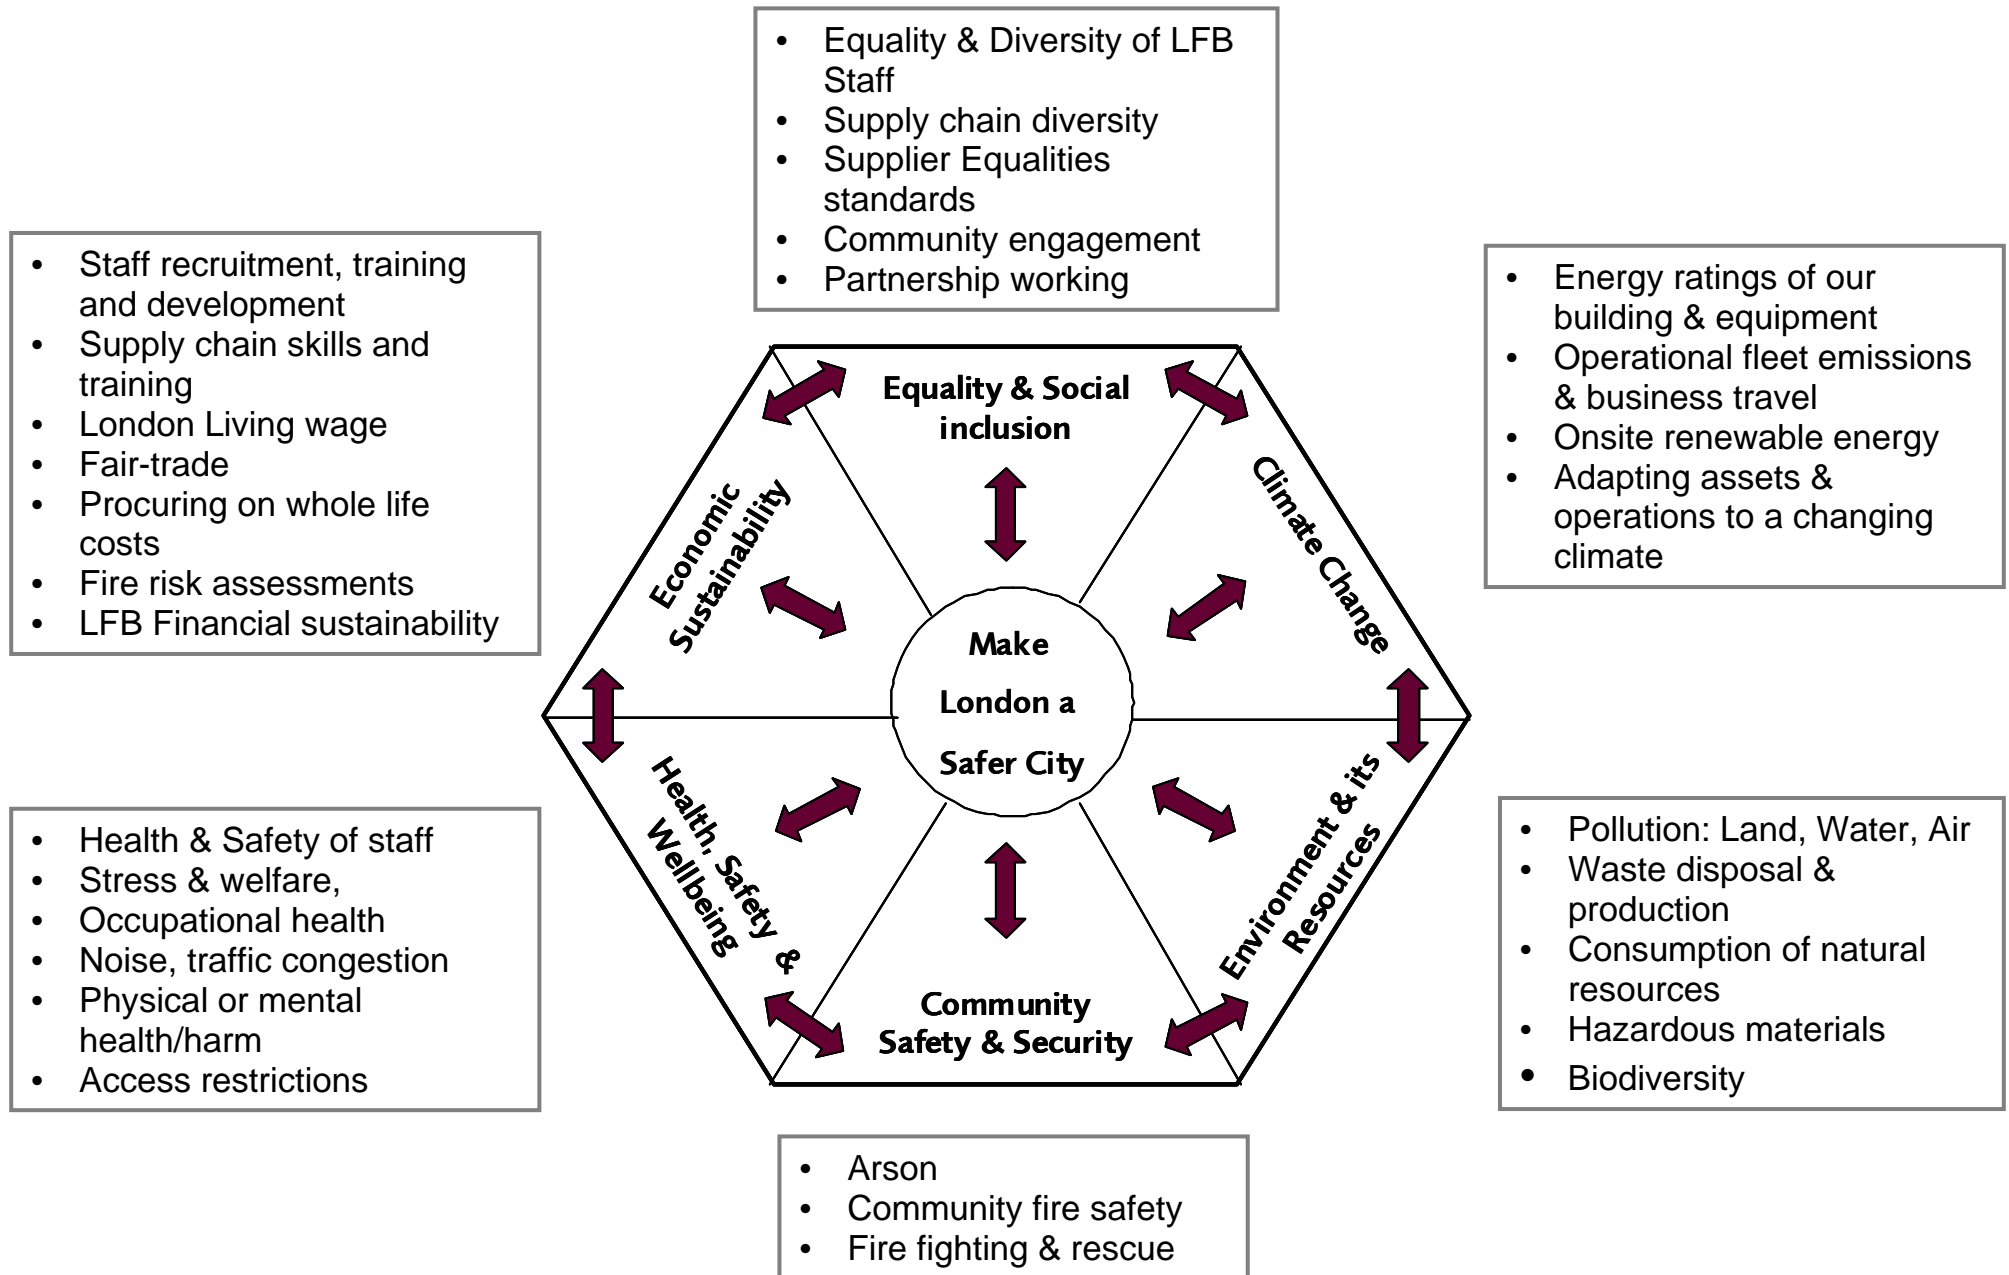 • Equality & Diversity of LFB
Staff
• Supply chain diversity
• Supplier Equalities
standards
• Community engagement
• Partnership working
• Staff recruitment, training
and development
• Supply chain skills and
training
• London Living wage
• Fair-trade
• Procuring on whole life
costs
• Fire risk assessments
• LFB Financial sustainability
• Energy ratings of our
building & equipment
• Operational fleet emissions
& business travel
• Onsite renewable energy
• Adapting assets &
operations to a changing
climate
Equality & Social
inclusion
Economic
Sustainability
Climate Change
Make
London a
Safer City
Health, Safety &
Wellbeing
Environment & its
Resources
Community
Safety & Security
• Health & Safety of staff
• Stress & welfare,
• Occupational health
• Noise, traffic congestion
• Physical or mental
health/harm
• Access restrictions
• Pollution: Land, Water, Air
• Waste disposal &
production
• Consumption of natural
resources
• Hazardous materials
• Biodiversity
• Arson
• Community fire safety
• Fire fighting & rescue